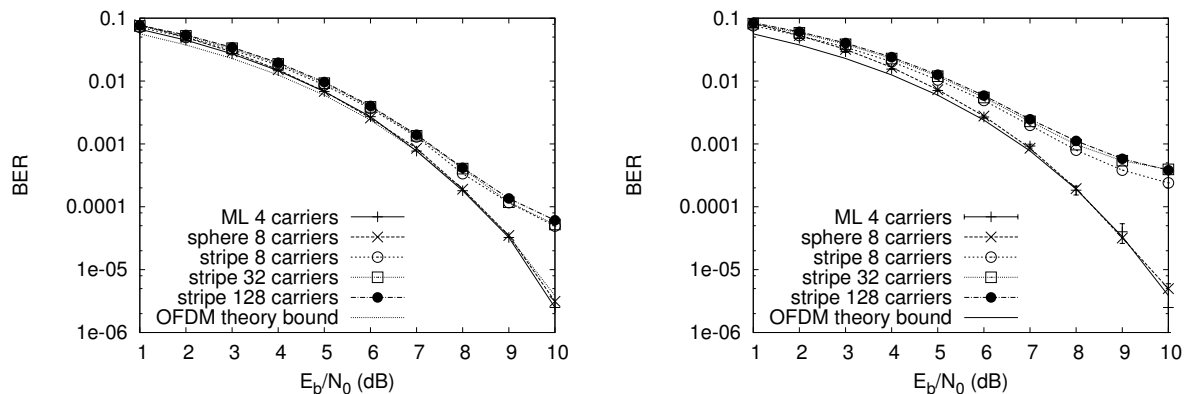 BER
1
0.1
0.01
0.001
0.0001
1e-05
1e-06
ML 4 carriers
sphere 8 carriers
stripe 8 carriers
stripe 32 carriers
stripe 128 carriers
OFDM theory bound
1 2 3 4 5 6 7 8 9 10
E_b/N_0 (dB)
BER
1
0.1
0.01
0.001
0.0001
1e-05
1e-06
ML 4 carriers
sphere 8 carriers
stripe 8 carriers
stripe 32 carriers
stripe 128 carriers
OFDM theory bound
1 2 3 4 5 6 7 8 9 10
E_b/N_0 (dB)